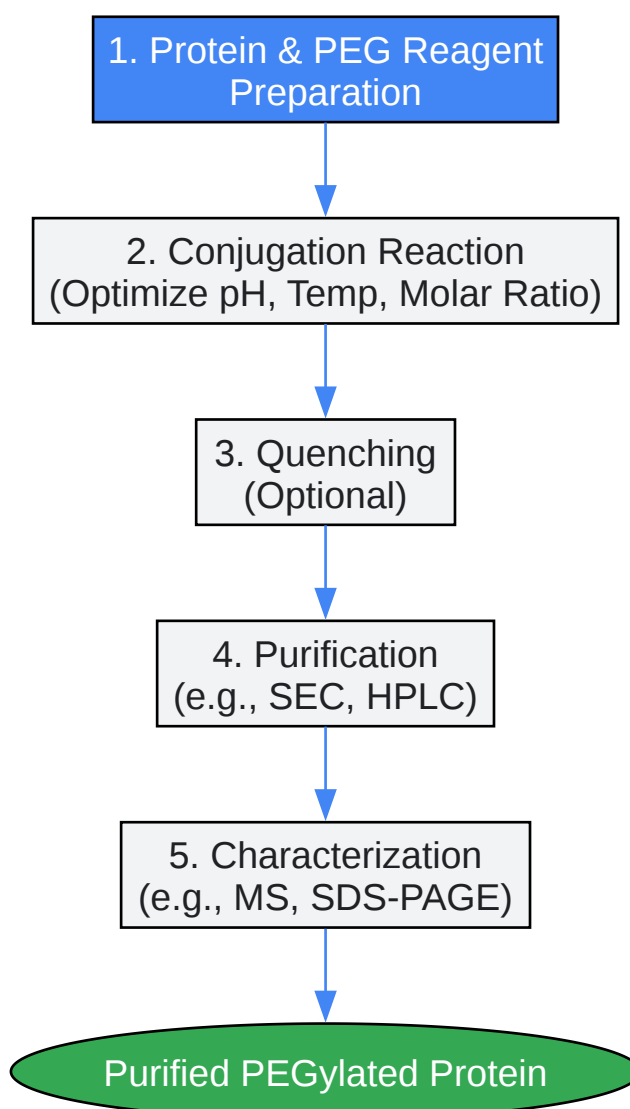 1. Protein & PEG Reagent
Preparation
2. Conjugation Reaction
(Optimize pH, Temp, Molar Ratio)
3. Quenching
(Optional)
4. Purification
(e.g., SEC, HPLC)
5. Characterization
(e.g., MS, SDS-PAGE)
Purified PEGylated Protein